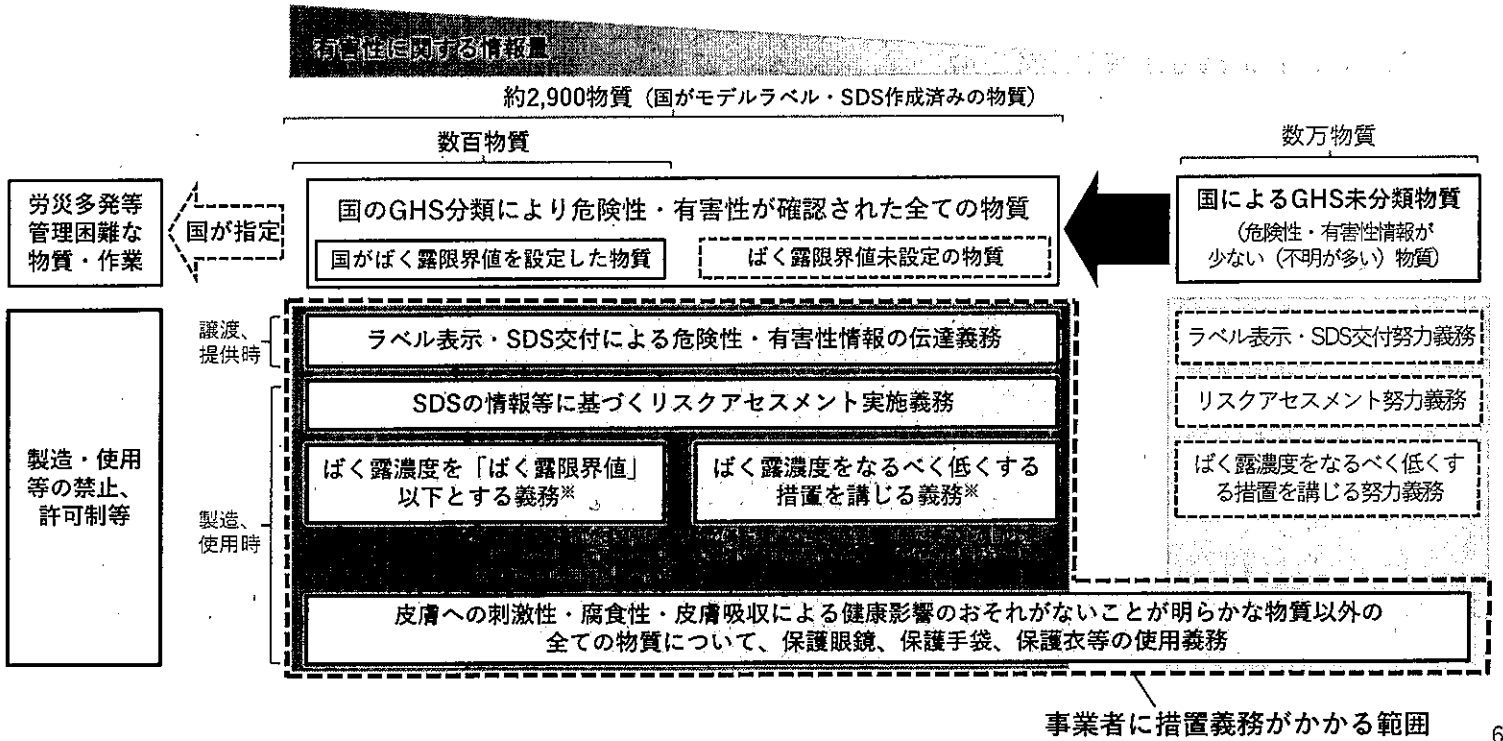 有害性に関する情報量
約2,900物質（国がモデルラベル・SDS作成済みの物質）
数百物質
数万物質
労災多発等
管理困難な
物質・作業
国が指定
国のGHS分類により危険性・有害性が確認された全ての物質
国がばく露限界値を設定した物質
ばく露限界値未設定の物質
国によるGHS未分類物質
（危険性・有害性情報が
少ない（不明が多い）物質）
製造・使用
等の禁止、
許可制等
譲渡、
提供時
ラベル表示・SDS交付による危険性・有害性情報の伝達義務
ラベル表示・SDS交付努力義務
製造、
使用時
SDSの情報等に基づくリスクアセスメント実施義務
リスクアセスメント努力義務
ばく露濃度を「ばく露限界値」
以下とする義務※
ばく露濃度をなるべく低くする
措置を講じる義務※
ばく露濃度をなるべく低くす
る措置を講じる努力義務
皮膚への刺激性・腐食性・皮膚吸収による健康影響のおそれがないことが明らかな物質以外の
全ての物質について、保護眼鏡、保護手袋、保護衣等の使用義務
事業者に措置義務がかかる範囲
6